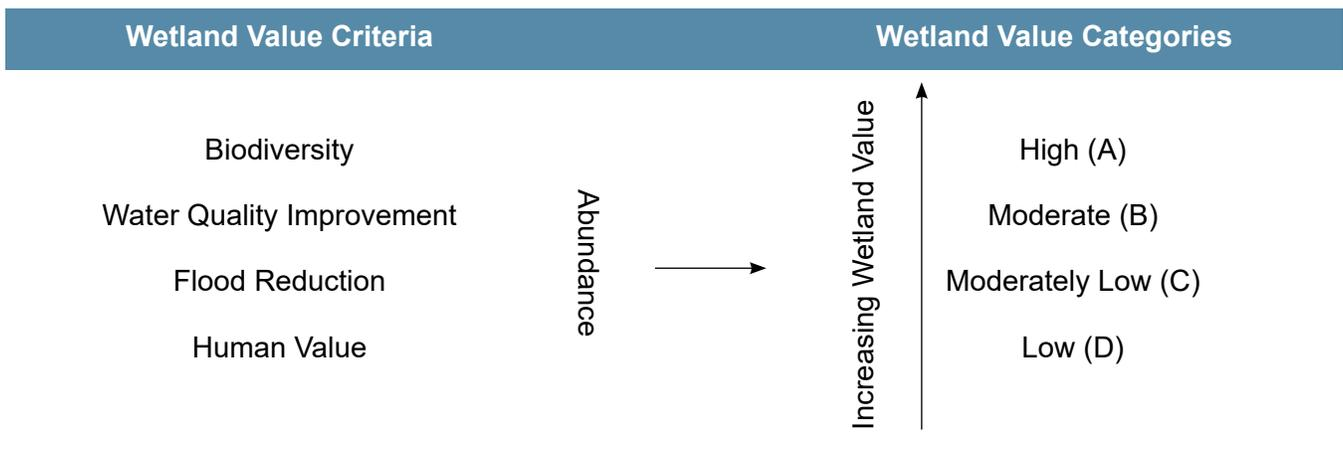 Wetland Value Criteria
Wetland Value Categories
Biodiversity
Water Quality Improvement
Flood Reduction
Human Value
Abundance
Increasing Wetland Value
High (A)
Moderate (B)
Moderately Low (C)
Low (D)